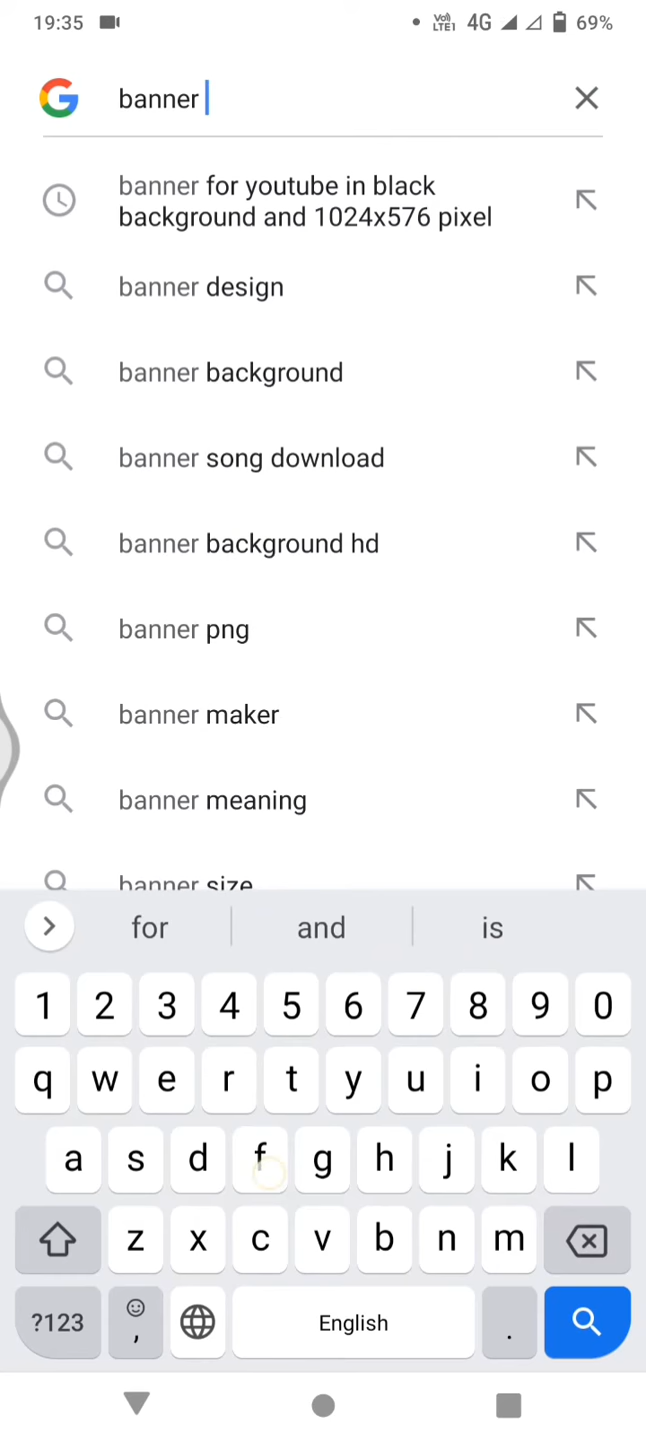 19:35 VoI) LTE1 4G 69%
banner
banner for youtube in black
background and 1024x576 pixel
banner design
banner background
banner song download
banner background hd
banner png
banner maker
banner meaning
banner size
for and is
1 2 3 4 5 6 7 8 9 0
q w e r t y u i o p
a s d f g h j k l
z x c v b n m
?123 , English .